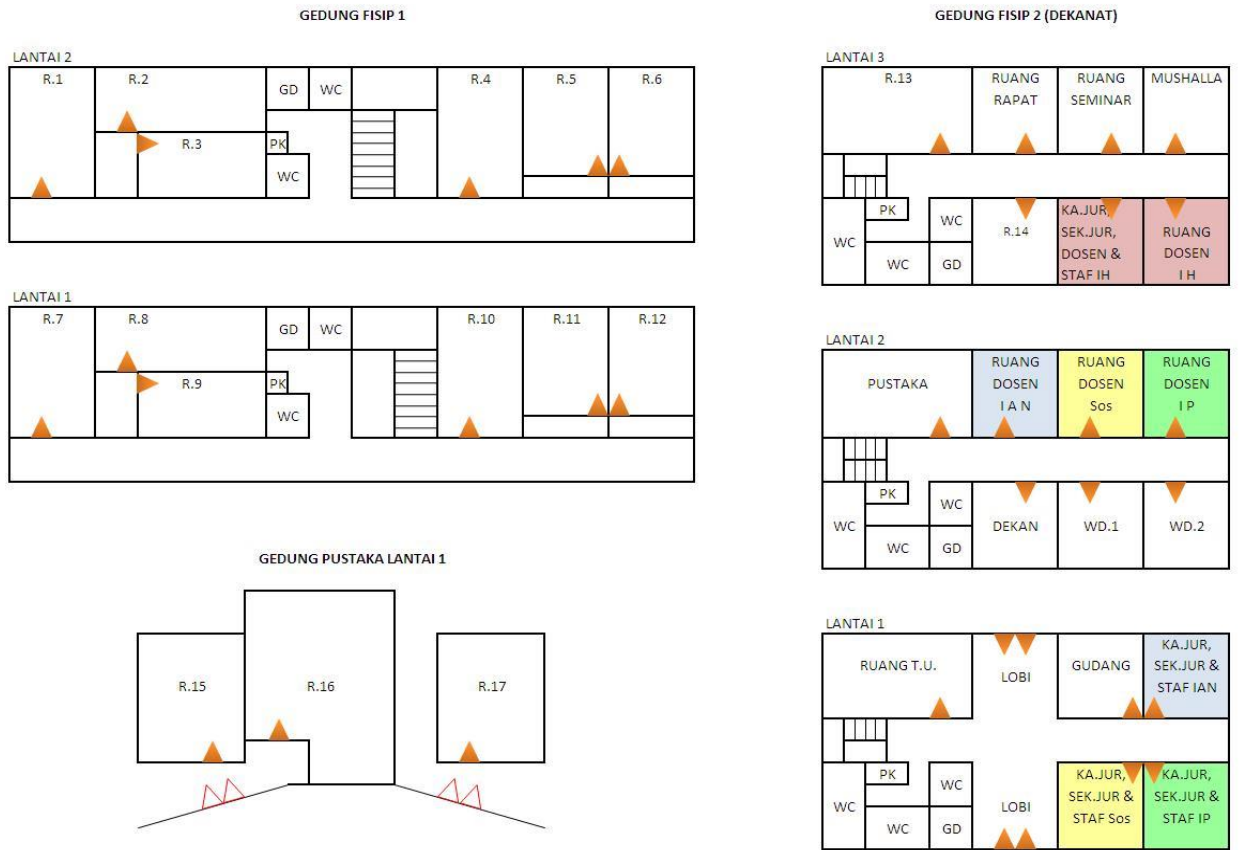 GEDUNG FISIP 1
LANTAI 2
R.1
R.2
GD
WC
R.4
R.5
R.6
R.3
PK
WC
LANTAI 1
R.7
R.8
GD
WC
R.10
R.11
R.12
R.9
PK
WC
GEDUNG PUSTAKA LANTAI 1
R.15
R.16
R.17
GEDUNG FISIP 2 (DEKANAT)
LANTAI 3
R.13
RUANG
RAPAT
RUANG
SEMINAR
MUSHALLA
WC
PK
WC
WC
GD
R.14
KA.JUR,
SEK.JUR,
DOSEN &
STAF IH
RUANG
DOSEN
I H
LANTAI 2
PUSTAKA
RUANG
DOSEN
I A N
RUANG
DOSEN
Sos
RUANG
DOSEN
I P
WC
PK
WC
WC
GD
DEKAN
WD.1
WD.2
LANTAI 1
RUANG T.U.
LOBI
GUDANG
KA.JUR,
SEK.JUR &
STAF IAN
WC
PK
WC
WC
GD
LOBI
KA.JUR,
SEK.JUR &
STAF Sos
KA.JUR,
SEK.JUR &
STAF IP